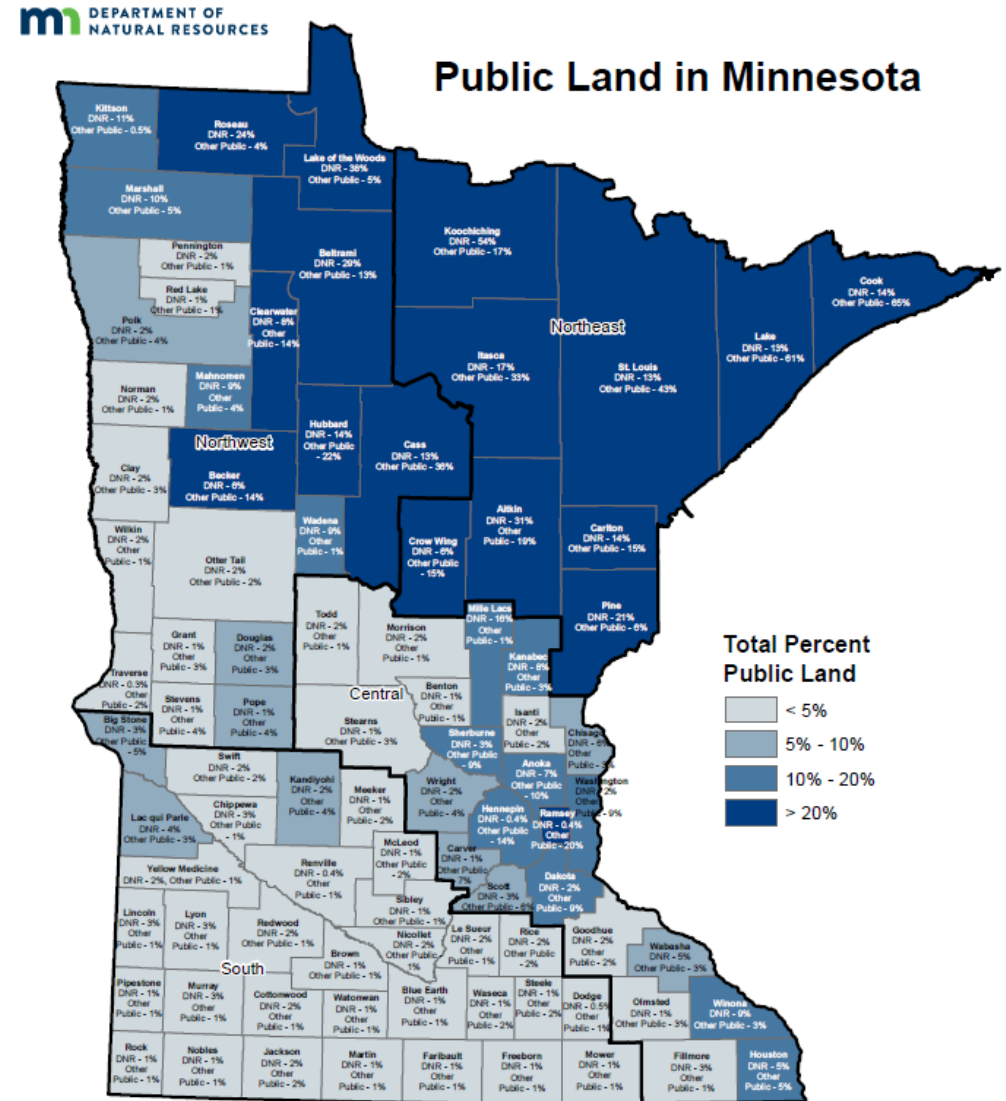 DEPARTMENT OF
NATURAL RESOURCES
Public Land in Minnesota
Kittson
DNR - 11%
Other Public - 0.5%
Roseau
DNR - 24%
Other Public - 4%
Lake of the Woods
DNR - 38%
Other Public - 5%
Marshall
DNR - 10%
Other Public - 5%
Koochiching
DNR - 54%
Other Public - 17%
Pennington
DNR - 2%
Other Public - 1%
Beltrami
DNR - 29%
Other Public - 13%
Cook
DNR - 14%
Other Public - 65%
Red Lake
DNR - 1%
Other Public - 1%
Polk
DNR - 2%
Other Public - 4%
Clearwater
DNR - 8%
Other
Public
14%
Northeast
Itasca
DNR - 17%
Other Public - 33%
St. Louis
DNR - 13%
Other Public - 43%
Lake
DNR - 13%
Other Public - 61%
Norman
DNR - 2%
Other Public - 1%
Mahnomen
DNR - 9%
Other
Public - 4%
Northwest
Hubbard
DNR - 14%
Other Public
- 22%
Cass
DNR - 13%
Other Public - 36%
Clay
DNR - 2%
Other Public - 3%
Becker
DNR - 6%
Other Public - 14%
Wilkin
DNR - 2%
Other
Public - 1%
Otter Tail
DNR - 2%
Other Public - 2%
Wadena
DNR - 9%
Other
Public - 1%
Crow Wing
DNR - 6%
Other Public
- 15%
Aitkin
DNR - 31%
Other
Public -
19%
Carlton
DNR - 14%
Other Public
- 15%
Pine
DNR - 21%
Other Public - 6%
Todd
DNR - 2%
Other
Public - 1%
Morrison
DNR - 2%
Other
Public - 1%
Mille Lacs
DNR - 16%
Other
Public - 1%
Kanabec
DNR - 8%
Other
Public - 3%
Grant
DNR - 1%
Other
Public - 3%
Douglas
DNR - 2%
Other
Public - 3%
Traverse
DNR - 0.3%
Other
Public - 2%
Stevens
DNR - 1%
Other
Public - 4%
Pope
DNR - 1%
Other
Public - 4%
Central
Stearns
DNR - 1%
Other Public - 3%
Benton
DNR - 1%
Other
Public - 1%
Isanti
DNR - 2%
Other
Public - 2%
Chisago
DNR
Other
Public
Big Stone
DNR - 3%
Other Public
- 5%
Swift
DNR - 2%
Other Public - 2%
Kandiyohi
DNR - 2%
Other
Public - 4%
Meeker
DNR - 1%
Other
Public - 2%
Sherburne
DNR - 3%
Other Public
- 9%
Anoka
DNR - 7%
Other Public
- 10%
Washington
DNR - 2%
Other
Public - 9%
Wright
DNR - 2%
Other
Public - 4%
Hennepin
DNR - 0.4%
Other Public
- 14%
Ramsey
DNR - 0.4%
Other
Public - 20%
Lac qui Parle
DNR - 4%
Other Public - 3%
Chippewa
DNR - 3%
Other Public
- 1%
McLeod
DNR - 1%
Other Public
- 2%
Carver
DNR - 1%
Other Public
- 7%
Scott
DNR - 3%
Other Public - 6%
Dakota
DNR - 2%
Other
Public - 9%
Yellow Medicine
DNR - 2%, Other Public - 1%
Renville
DNR - 0.4%
Other
Public - 1%
Sibley
DNR - 1%
Other Public - 1%
Lincoln
DNR - 3%
Other
Public - 1%
Lyon
DNR - 3%
Other
Public - 1%
Redwood
DNR - 2%
Other Public - 1%
Nicollet
DNR - 2%
Other Public -
1%
Le Sueur
DNR - 2%
Other
Public - 1%
Rice
DNR - 2%
Other Public
- 2%
Goodhue
DNR - 2%
Other
Public - 2%
Wabasha
DNR - 5%
Other
Public - 3%
Brown
DNR - 1%
Other Public - 1%
South
Pipestone
DNR - 1%
Other
Public - 1%
Murray
DNR - 3%
Other
Public - 1%
Cottonwood
DNR - 2%
Other
Public - 1%
Watonwan
DNR - 1%
Other
Public - 1%
Blue Earth
DNR - 1%
Other
Public - 1%
Waseca
DNR - 1%
Other
Public - 2%
Steele
DNR - 1%
Other
Public - 2%
Dodge
DNR - 0.5%
Other
Public - 1%
Olmsted
DNR - 1%
Other
Public - 3%
Winona
DNR - 9%
Other Public - 3%
Rock
DNR - 1%
Other
Public - 1%
Nobles
DNR - 1%
Other
Public - 1%
Jackson
DNR - 2%
Other
Public - 2%
Martin
DNR - 1%
Other
Public - 1%
Faribault
DNR - 1%
Other
Public - 1%
Freeborn
DNR - 1%
Other
Public - 1%
Mower
DNR - 1%
Other
Public - 1%
Fillmore
DNR - 3%
Other
Public - 1%
Houston
DNR - 5%
Other
Public - 5%
Total Percent
Public Land
< 5%
5% - 10%
10% - 20%
> 20%